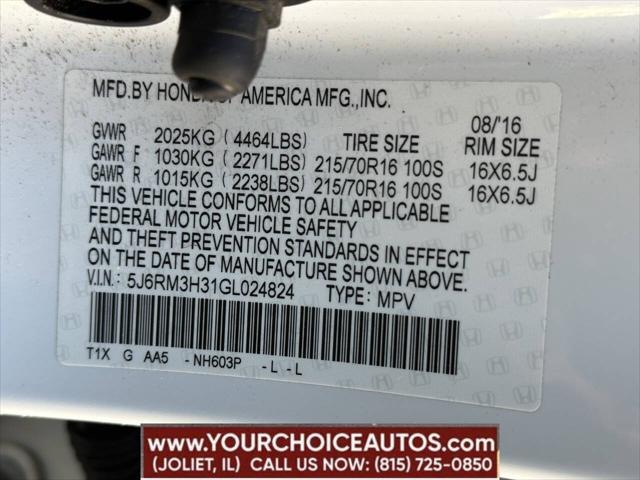 MFD.BY HONDA OF AMERICA MFG.,INC.
08/'16
GVWR 2025KG (4464LBS) TIRE SIZE RIM SIZE
GAWR F 1030KG (2271LBS) 215/70R16 100S 16X6.5J
GAWR R 1015KG (2238LBS) 215/70R16 100S 16X6.5J
THIS VEHICLE CONFORMS TO ALL APPLICABLE
FEDERAL MOTOR VEHICLE SAFETY
AND THEFT PREVENTION STANDARDS IN EFFECT
ON THE DATE OF MANUFACTURE SHOWN ABOVE.
V.I.N.: 5J6RM3H31GL024824 TYPE: MPV
T1X G AA5 -NH603P -L -L
WWW.YOURCHOICEAUTOS.COM
(JOLIET, IL) CALL US NOW: (815) 725-0850